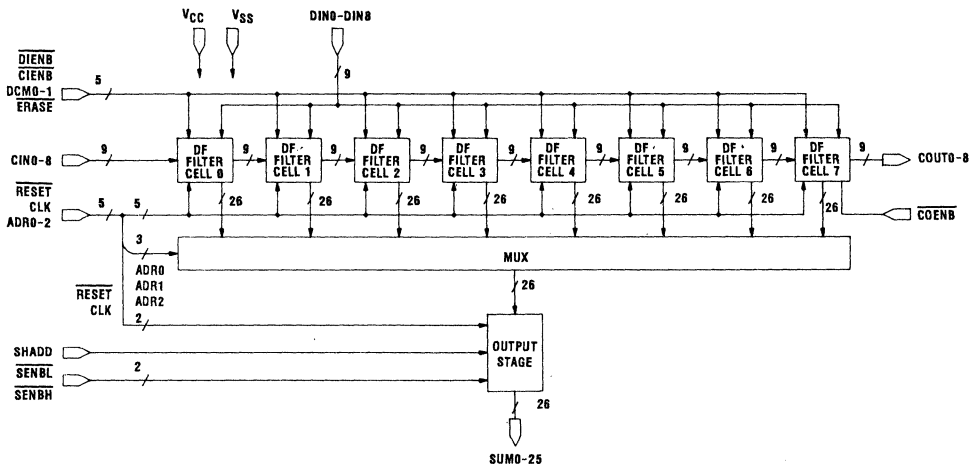 VCC VSS DIN0-DIN8
DIENB
CIENB
DCM0-1
ERASE
5
9
CIN0-8
9
DF FILTER CELL 0
9
DF FILTER CELL 1
9
DF FILTER CELL 2
9
DF FILTER CELL 3
9
DF FILTER CELL 4
9
DF FILTER CELL 5
9
DF FILTER CELL 6
9
DF FILTER CELL 7
9
COUT0-8
RESET
CLK
ADR0-2
5
5
26
26
26
26
26
26
26
26
COENB
3
ADR0
ADR1
ADR2
MUX
RESET
CLK
2
26
SHADD
OUTPUT
STAGE
SENBL
SENBH
2
26
SUM0-25